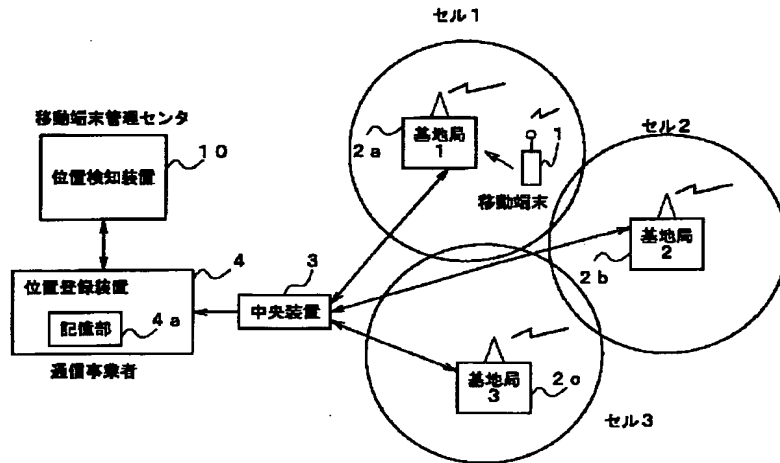 セル1
移動端末管理センタ
位置検知装置
10
基地局
1
2a
1
移動端末
セル2
基地局
2
2b
位置登録装置
4
記憶部
4a
通信事業者
3
中央装置
基地局
3
2c
セル3